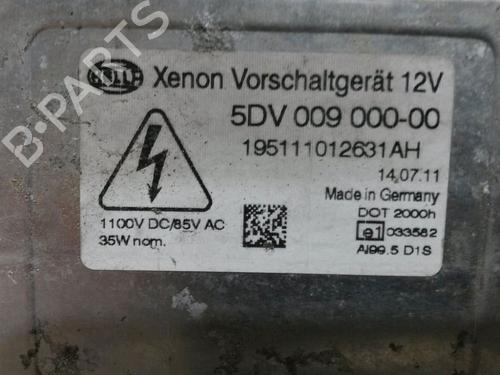 B-PARTS
HELLA Xenon Vorschaltgerät 12V
5DV 009 000-00
195111012631AH
14.07.11
Made in Germany
DOT 2000h
e1 033582
AI99.5 D1S
1100V DC/85V AC
35W nom.